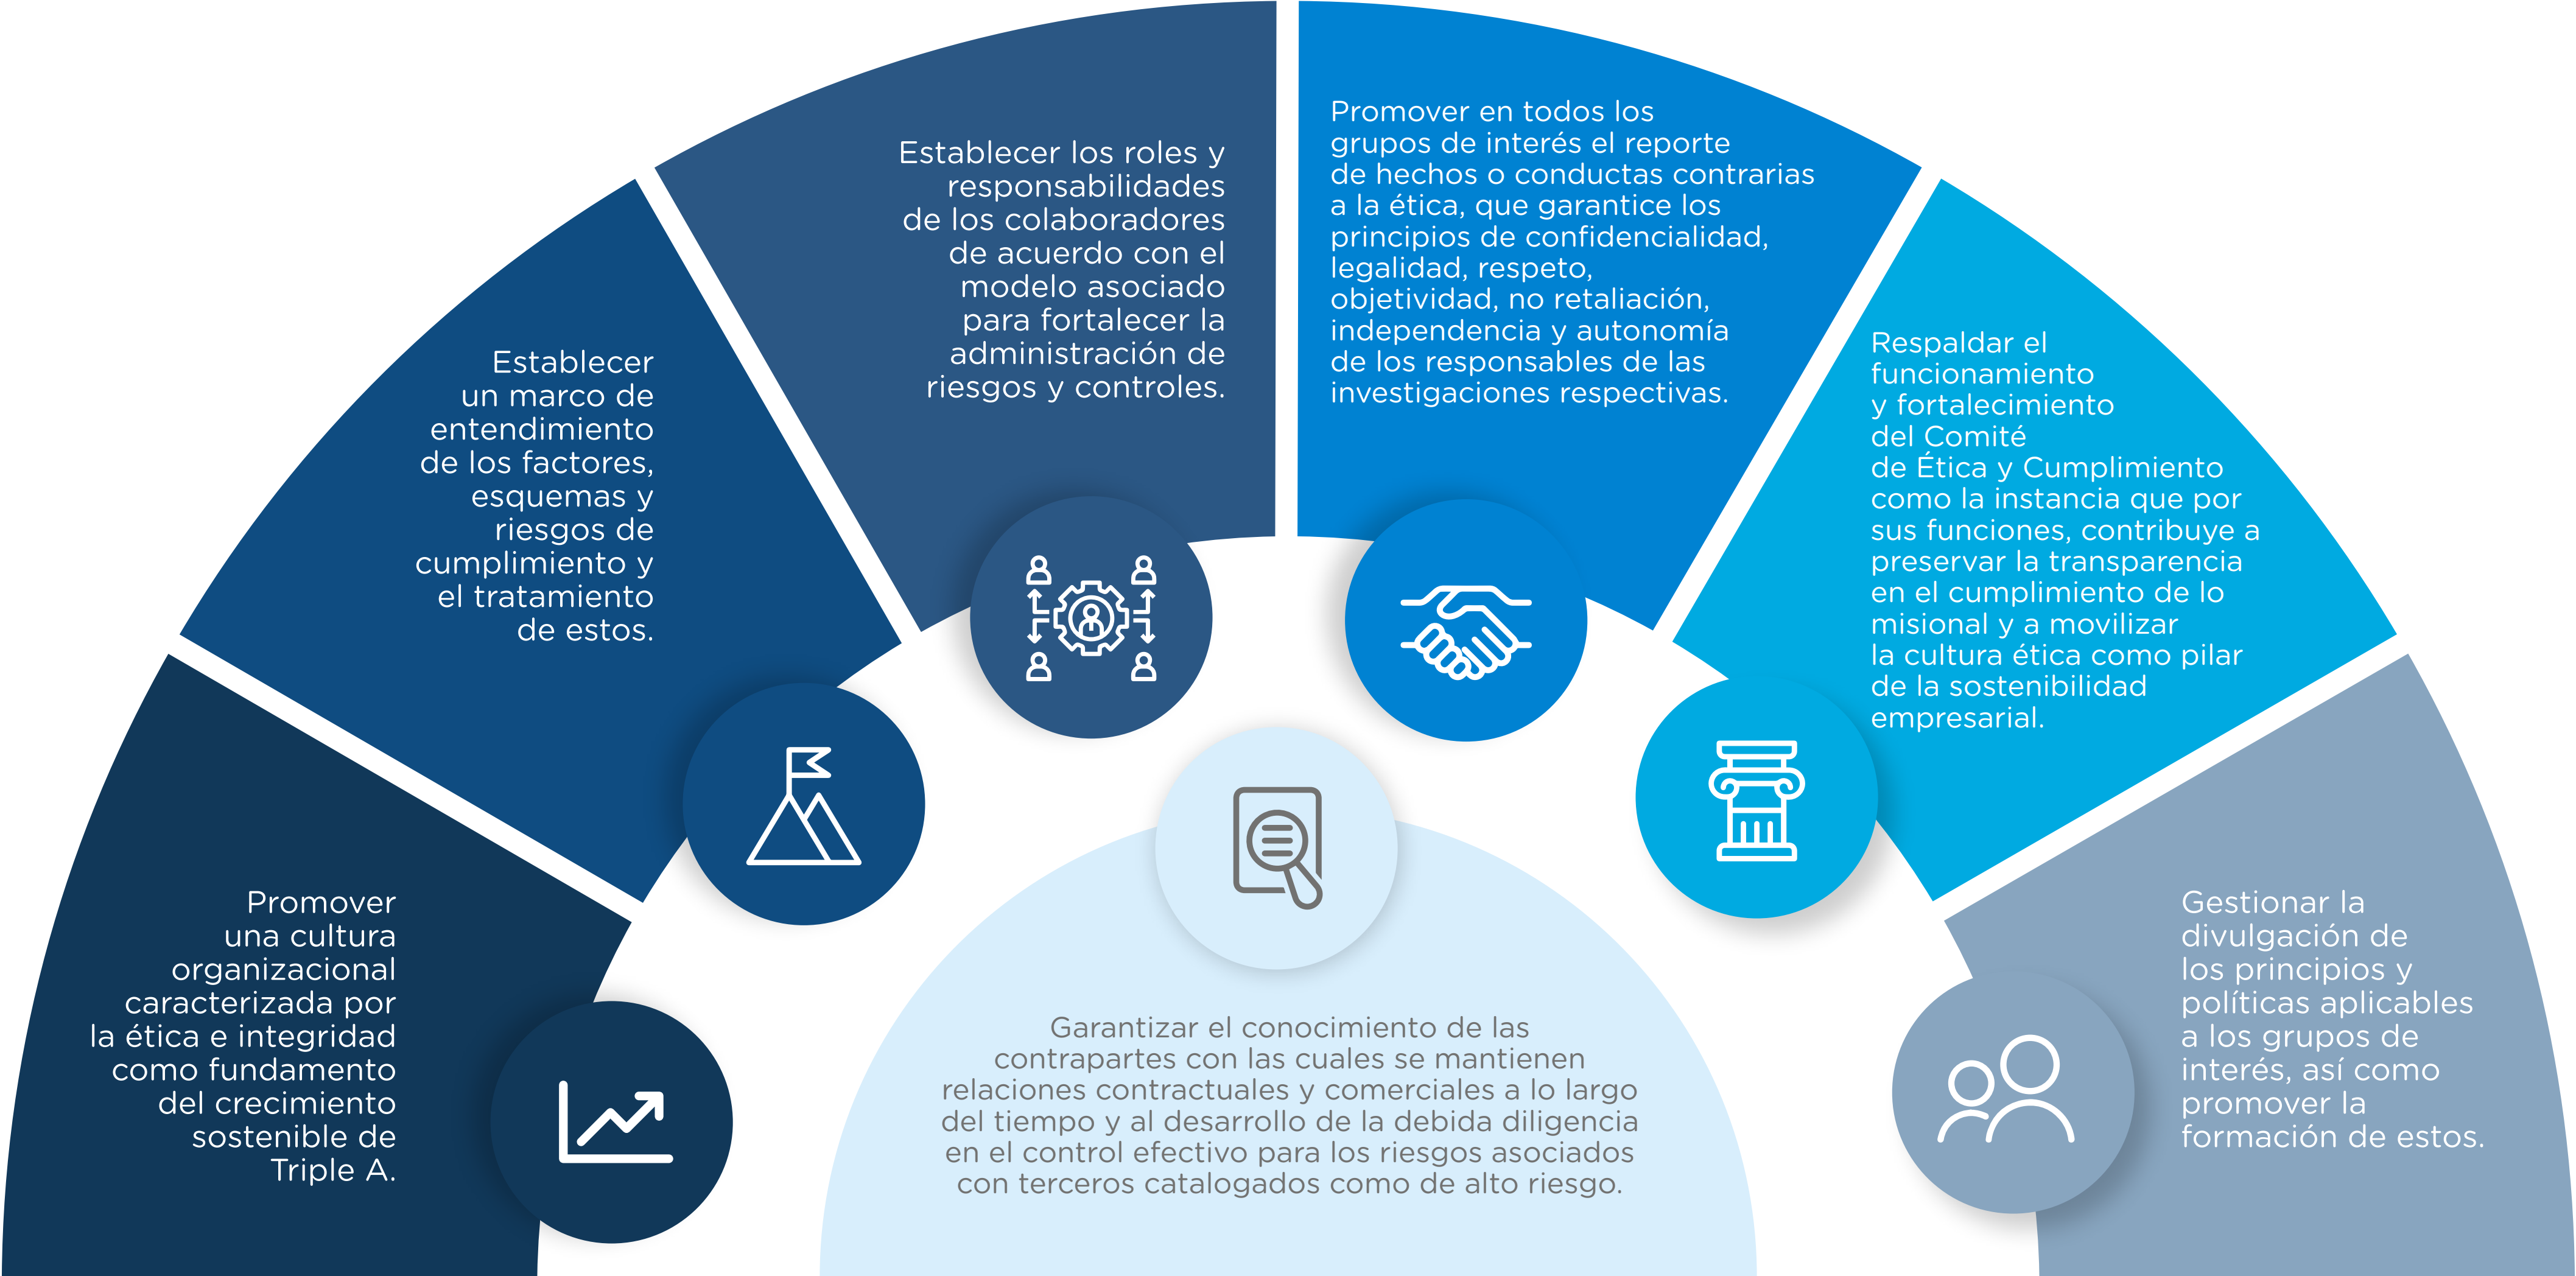 Promover
una cultura
organizacional
caracterizada por
la ética e integridad
como fundamento
del crecimiento
sostenible de
Triple A.
Establecer
un marco de
entendimiento
de los factores,
esquemas y
riesgos de
cumplimiento y
el tratamiento
de estos.
Establecer los roles y
responsabilidades
de los colaboradores
de acuerdo con el
modelo asociado
para fortalecer la
administración de
riesgos y controles.
Promover en todos los
grupos de interés el reporte
de hechos o conductas contrarias
a la ética, que garantice los
principios de confidencialidad,
legalidad, respeto,
objetividad, no retaliación,
independencia y autonomía
de los responsables de las
investigaciones respectivas.
Respaldar el
funcionamiento
y fortalecimiento
del Comité
de Ética y Cumplimiento
como la instancia que por
sus funciones, contribuye a
preservar la transparencia
en el cumplimiento de lo
misional y a movilizar
la cultura ética como pilar
de la sostenibilidad
empresarial.
Gestionar la
divulgación de
los principios y
políticas aplicables
a los grupos de
interés, así como
promover la
formación de estos.
Garantizar el conocimiento de las
contrapartes con las cuales se mantienen
relaciones contractuales y comerciales a lo largo
del tiempo y al desarrollo de la debida diligencia
en el control efectivo para los riesgos asociados
con terceros catalogados como de alto riesgo.